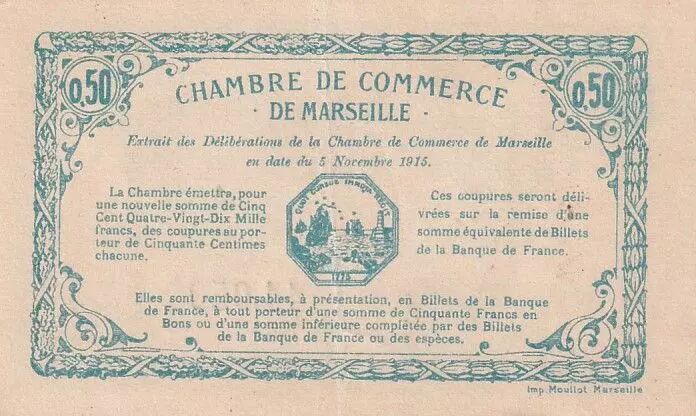 0,50
0,50
CHAMBRE DE COMMERCE
· DE MARSEILLE ·
Extrait des Délibérations de la Chambre de Commerce de Marseille
en date du 5 Novembre 1915.
La Chambre émettra, pour
une nouvelle somme de Cinq
Cent Quatre-Vingt-Dix Mille
francs, des coupures au por-
teur de Cinquante Centimes
chacune.
1775
Ces coupures seront déli-
vrées sur la remise d'une
somme équivalente de Billets
de la Banque de France.
Elles sont remboursables, à présentation, en Billets de la Banque
de France, à tout porteur d'une somme de Cinquante Francs en
Bons ou d'une somme inférieure complétée par des Billets
de la Banque de France ou des espèces.
Imp. Moullot Marseille